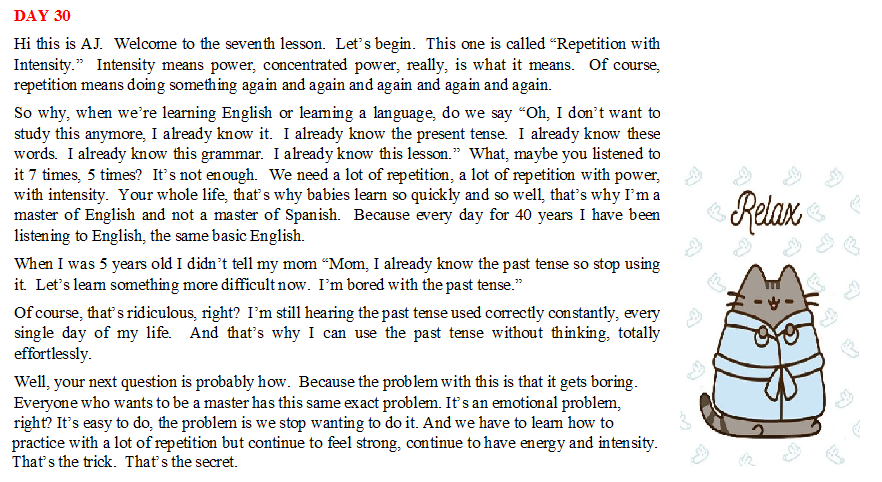 DAY 30
Hi this is AJ. Welcome to the seventh lesson. Let's begin. This one is called “Repetition with
Intensity.” Intensity means power, concentrated power, really, is what it means. Of course,
repetition means doing something again and again and again and again and again.
So why, when we're learning English or learning a language, do we say “Oh, I don't want to
study this anymore, I already know it. I already know the present tense. I already know these
words. I already know this grammar. I already know this lesson.” What, maybe you listened to
it 7 times, 5 times? It's not enough. We need a lot of repetition, a lot of repetition with power,
with intensity. Your whole life, that's why babies learn so quickly and so well, that's why I'm a
master of English and not a master of Spanish. Because every day for 40 years I have been
listening to English, the same basic English.
When I was 5 years old I didn't tell my mom “Mom, I already know the past tense so stop using
it. Let's learn something more difficult now. I'm bored with the past tense.”
Of course, that's ridiculous, right? I'm still hearing the past tense used correctly constantly, every
single day of my life. And that's why I can use the past tense without thinking, totally
effortlessly.
Well, your next question is probably how. Because the problem with this is that it gets boring.
Everyone who wants to be a master has this same exact problem. It's an emotional problem,
right? It's easy to do, the problem is we stop wanting to do it. And we have to learn how to
practice with a lot of repetition but continue to feel strong, continue to have energy and intensity.
That's the trick. That's the secret.
Relax